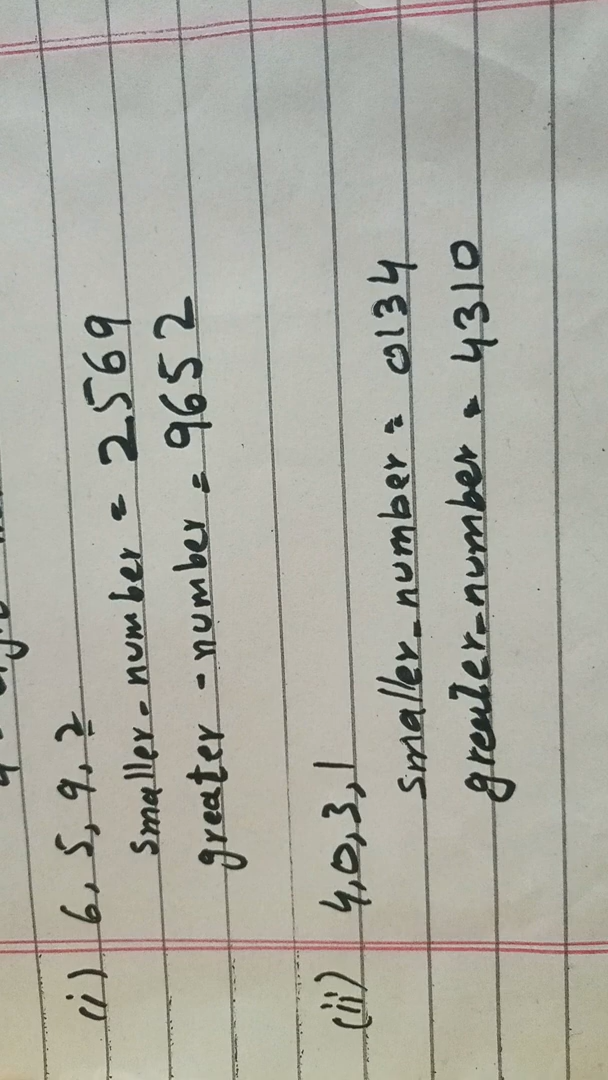 (i) 6, 5, 9, 2
smaller-number = 2569
greater-number = 9652
(ii) 4,0,3,1
smaller-number = 0134
greater-number = 4310